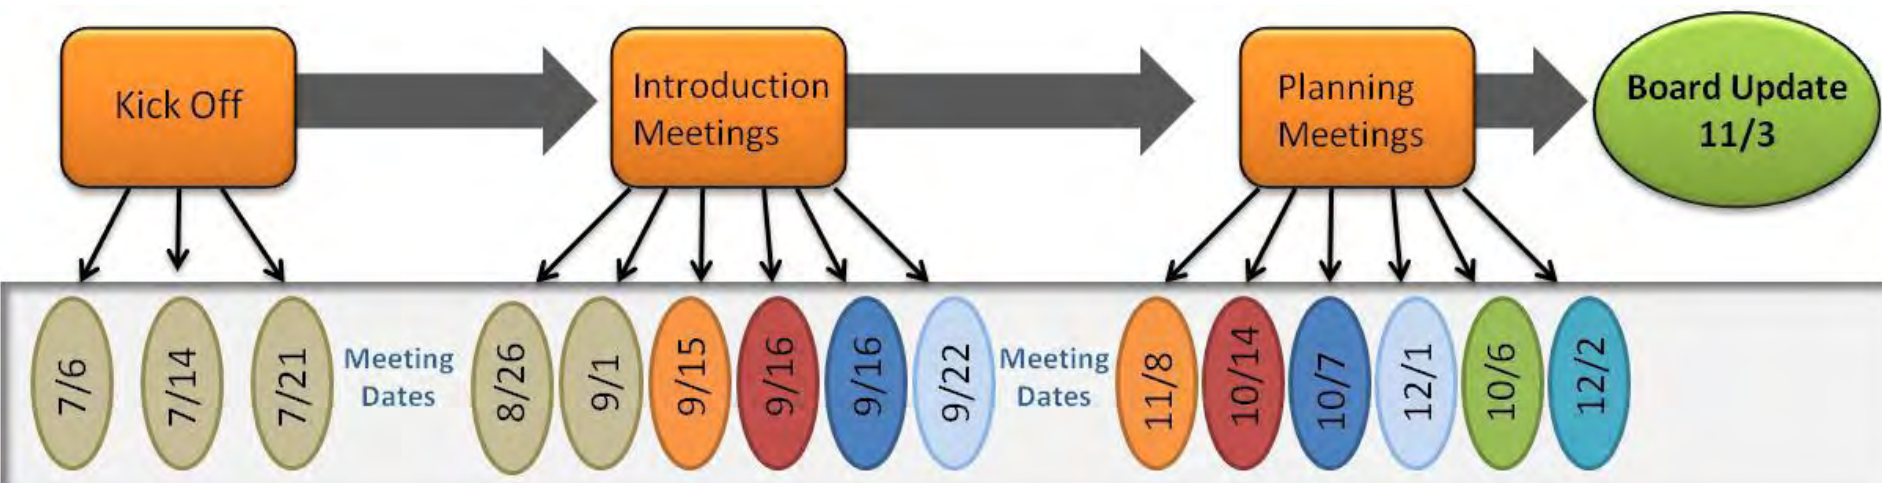 Kick Off
Introduction
Meetings
Planning
Meetings
Board Update
11/3
7/6
7/14
7/21
Meeting
Dates
8/26
9/1
9/15
9/16
9/16
9/22
Meeting
Dates
11/8
10/14
10/7
12/1
10/6
12/2